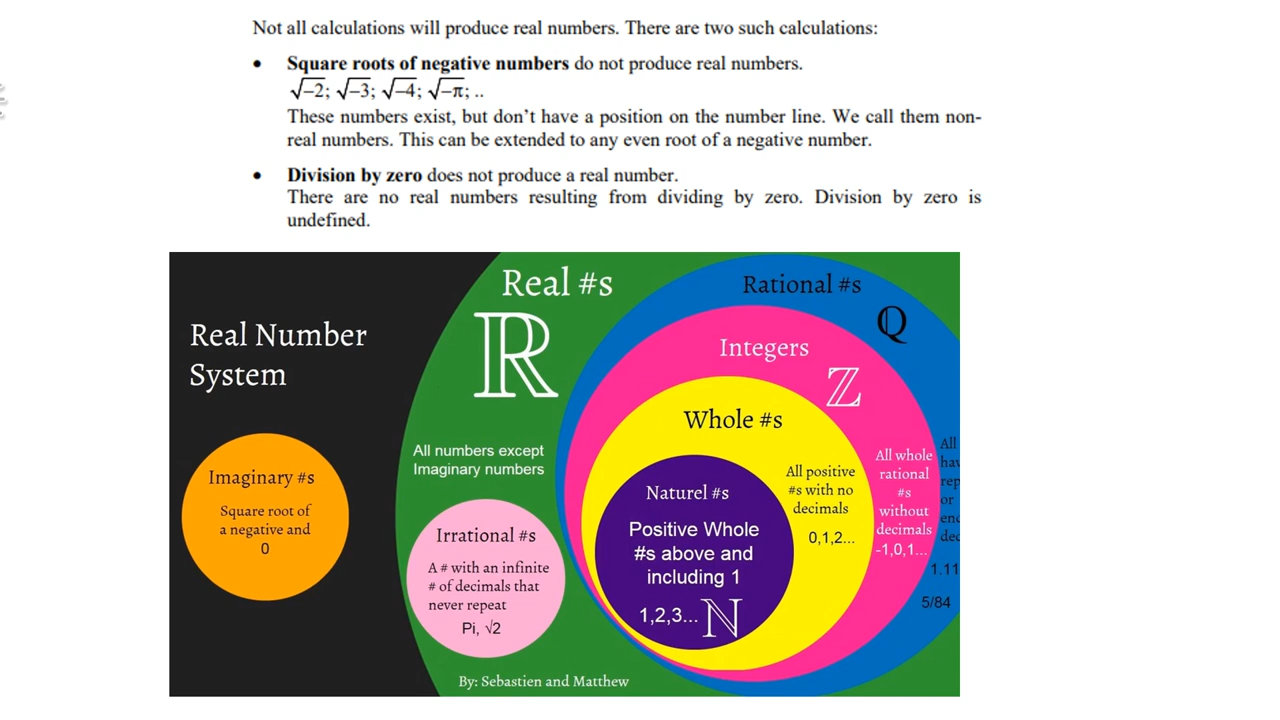 Not all calculations will produce real numbers. There are two such calculations:
• Square roots of negative numbers do not produce real numbers.
√−2; √−3; √−4; √−π; ..
These numbers exist, but don’t have a position on the number line. We call them non-
real numbers. This can be extended to any even root of a negative number.
• Division by zero does not produce a real number.
There are no real numbers resulting from dividing by zero. Division by zero is
undefined.
Real Number
System
Imaginary #s
Square root of
a negative and
0
Real #s
ℝ
All numbers except
Imaginary numbers
Irrational #s
A # with an infinite
# of decimals that
never repeat
Pi, √2
Rational #s
ℚ
Integers
ℤ
Whole #s
All positive
#s with no
decimals
0,1,2...
Naturel #s
Positive Whole
#s above and
including 1
1,2,3... ℕ
All whole
rational
#s
without
decimals
-1,0,1...
All
1.11
5/84
By: Sebastien and Matthew